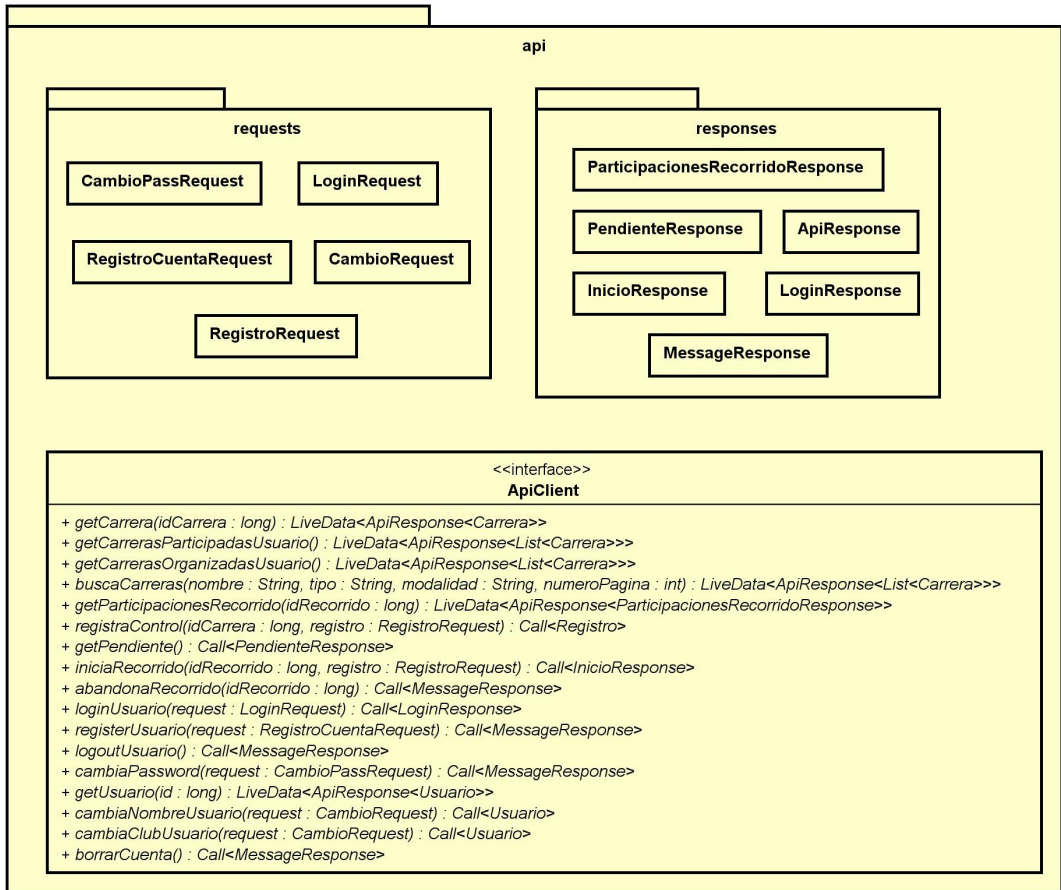 api
requests
CambioPassRequest
LoginRequest
RegistroCuentaRequest
CambioRequest
RegistroRequest
responses
ParticipacionesRecorridoResponse
PendienteResponse
ApiResponse
InicioResponse
LoginResponse
MessageResponse
<<interface>>
ApiClient
+ getCarrera(idCarrera : long) : LiveData<ApiResponse<Carrera>>
+ getCarrerasParticipadasUsuario() : LiveData<ApiResponse<List<Carrera>>>
+ getCarrerasOrganizadasUsuario() : LiveData<ApiResponse<List<Carrera>>>
+ buscaCarreras(nombre : String, tipo : String, modalidad : String, numeroPagina : int) : LiveData<ApiResponse<List<Carrera>>>
+ getParticipacionesRecorrido(idRecorrido : long) : LiveData<ApiResponse<ParticipacionesRecorridoResponse>>
+ registraControl(idCarrera : long, registro : RegistroRequest) : Call<Registro>
+ getPendiente() : Call<PendienteResponse>
+ iniciaRecorrido(idRecorrido : long, registro : RegistroRequest) : Call<InicioResponse>
+ abandonaRecorrido(idRecorrido : long) : Call<MessageResponse>
+ loginUsuario(request : LoginRequest) : Call<LoginResponse>
+ registerUsuario(request : RegistroCuentaRequest) : Call<MessageResponse>
+ logoutUsuario() : Call<MessageResponse>
+ cambiaPassword(request : CambioPassRequest) : Call<MessageResponse>
+ getUsuario(id : long) : LiveData<ApiResponse<Usuario>>
+ cambiaNombreUsuario(request : CambioRequest) : Call<Usuario>
+ cambiaClubUsuario(request : CambioRequest) : Call<Usuario>
+ borrarCuenta() : Call<MessageResponse>